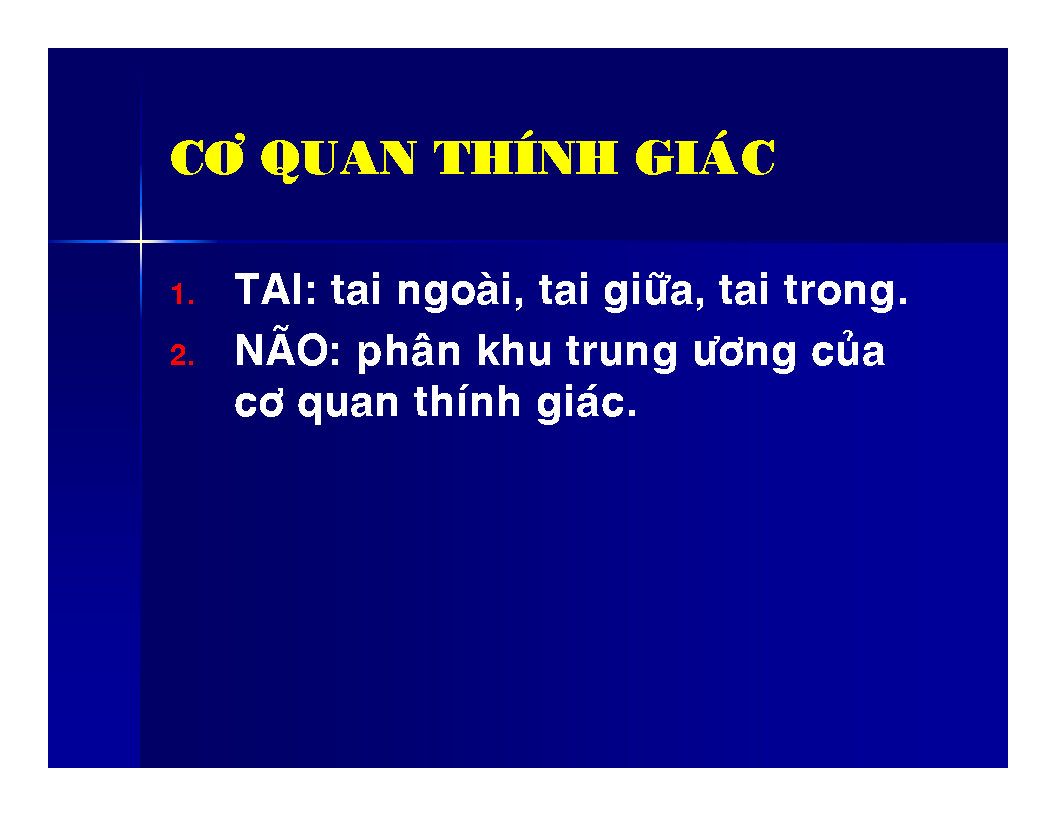 CƠ QUAN THÍNH GIÁC
1. TAI: tai ngoài, tai giữa, tai trong.
2. NÃO: phân khu trung ương của
cơ quan thính giác.